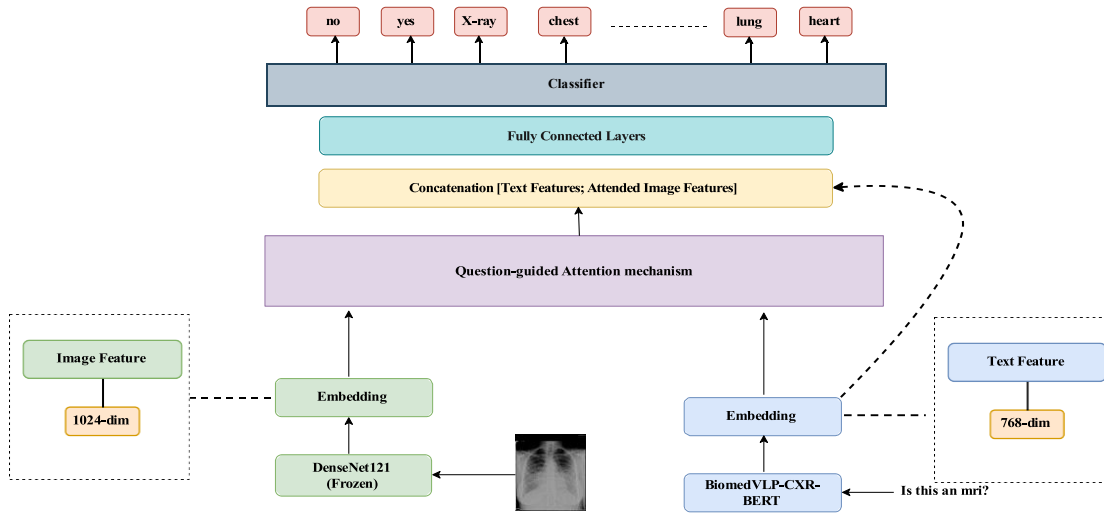 no yes X-ray chest lung heart
Classifier
Fully Connected Layers
Concatenation [Text Features; Attended Image Features]
Question-guided Attention mechanism
Image Feature
1024-dim
Embedding
DenseNet121
(Frozen)
Embedding
BiomedVLP-CXR-
BERT
Is this an mri?
Text Feature
768-dim